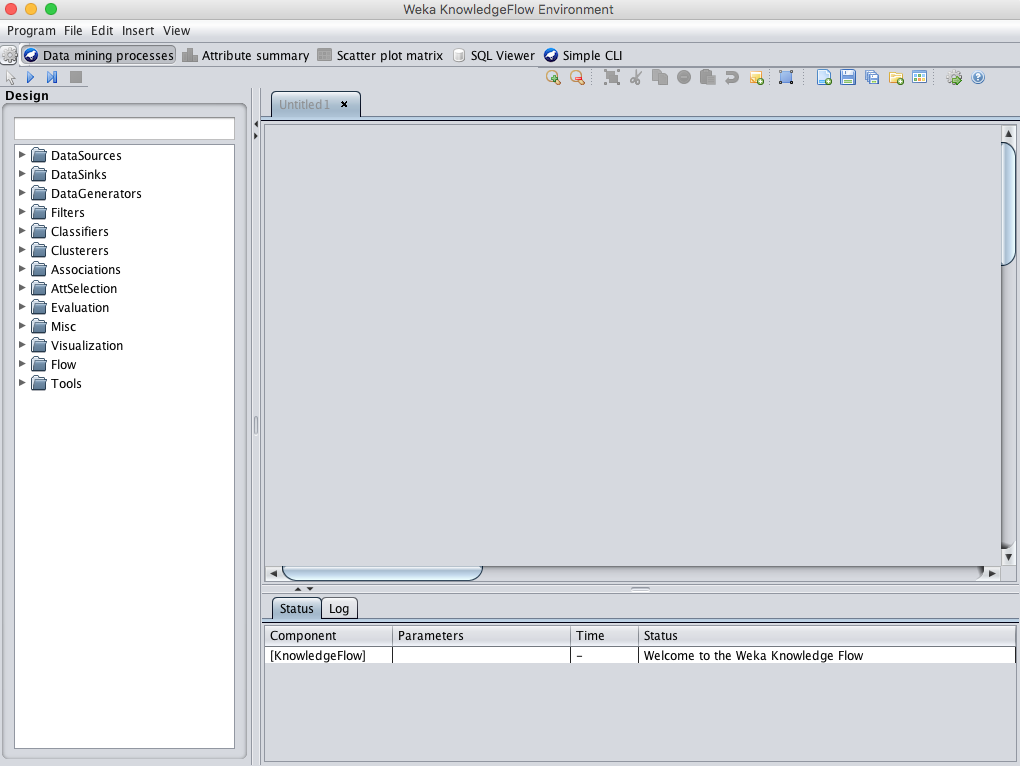 Weka KnowledgeFlow Environment
Program File Edit Insert View
Data mining processes Attribute summary Scatter plot matrix SQL Viewer Simple CLI
Design
Untitled1
DataSources
DataSinks
DataGenerators
Filters
Classifiers
Clusterers
Associations
AttSelection
Evaluation
Misc
Visualization
Flow
Tools
Status Log
Component Parameters Time Status
[KnowledgeFlow] – Welcome to the Weka Knowledge Flow